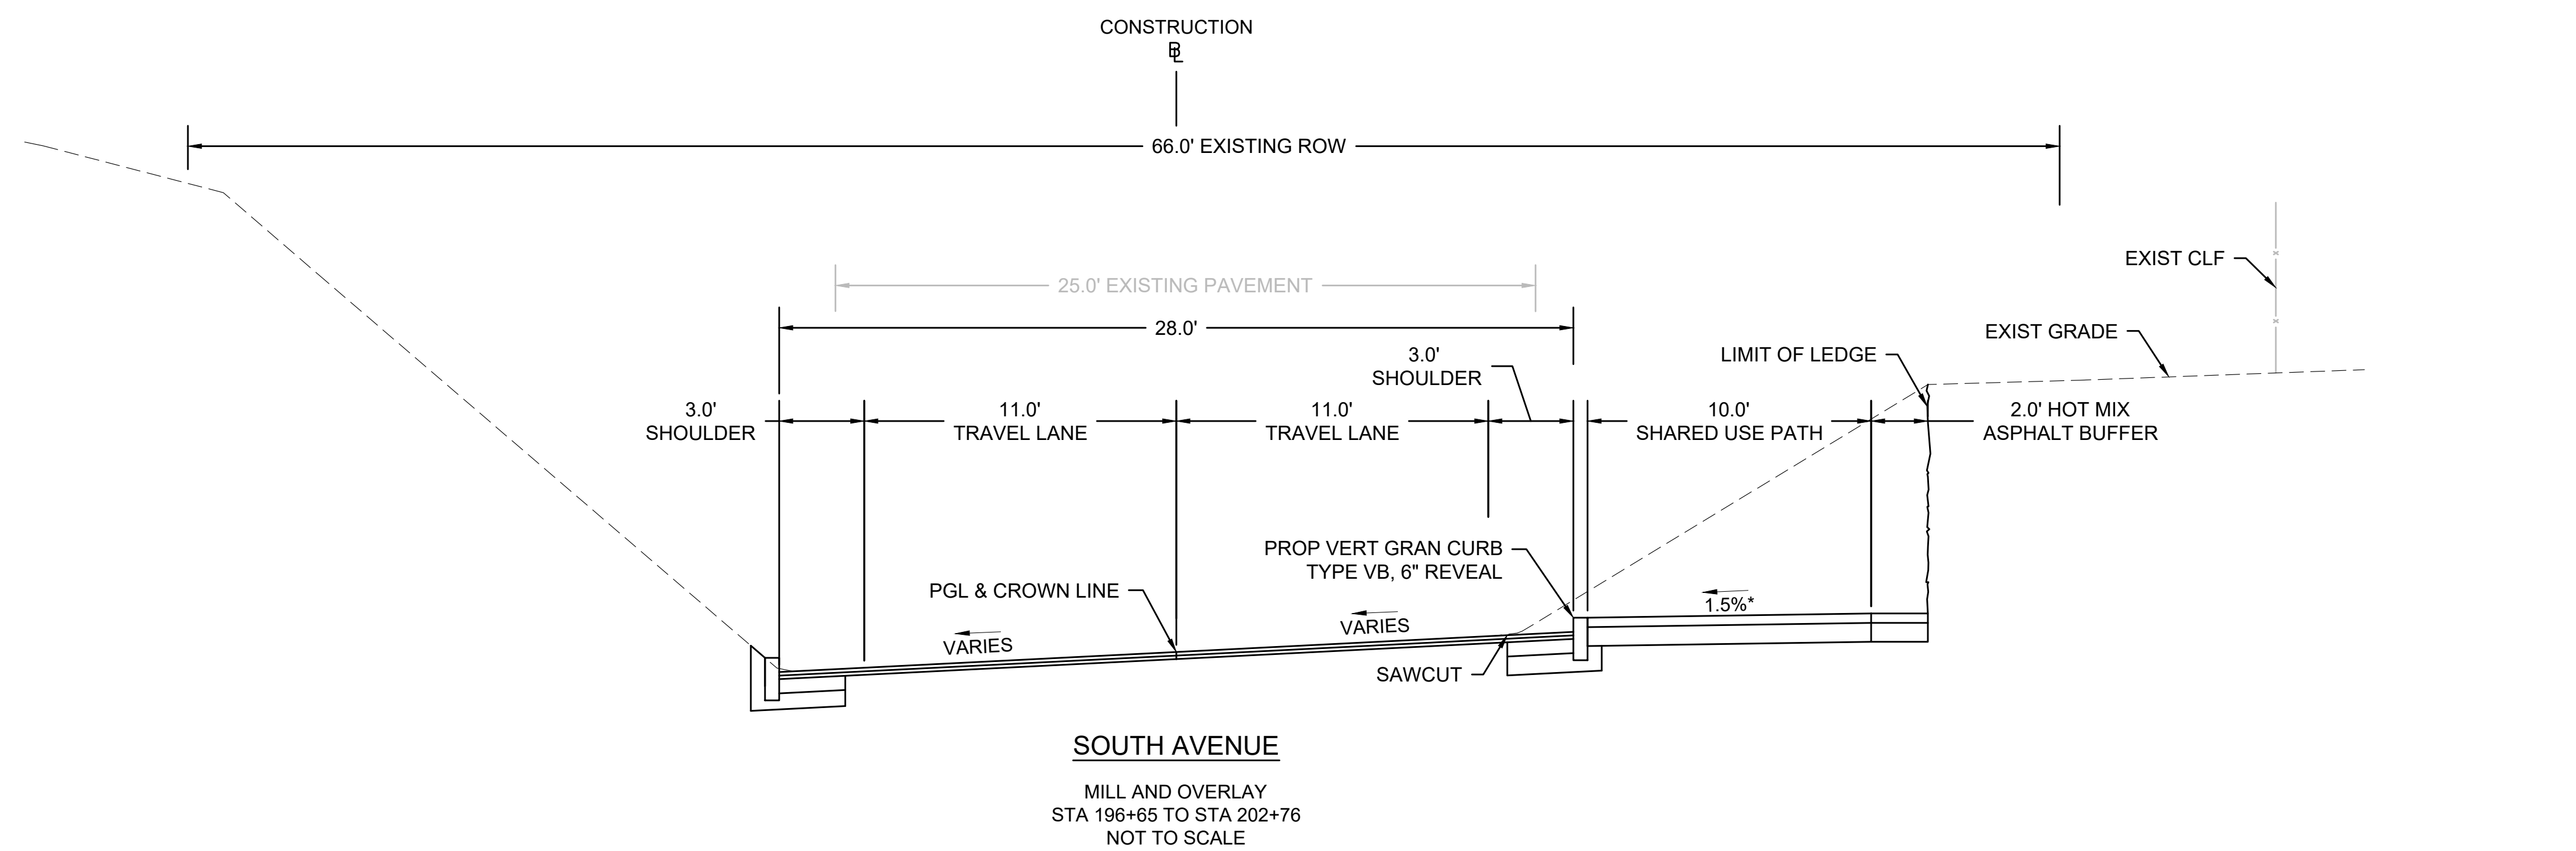 CONSTRUCTION
BL
66.0' EXISTING ROW
EXIST CLF
25.0' EXISTING PAVEMENT
28.0'
EXIST GRADE
LIMIT OF LEDGE
3.0'
SHOULDER
3.0'
SHOULDER
11.0'
TRAVEL LANE
11.0'
TRAVEL LANE
10.0'
SHARED USE PATH
2.0' HOT MIX
ASPHALT BUFFER
PROP VERT GRAN CURB
TYPE VB, 6" REVEAL
PGL & CROWN LINE
1.5%*
VARIES
VARIES
SAWCUT
SOUTH AVENUE
MILL AND OVERLAY
STA 196+65 TO STA 202+76
NOT TO SCALE